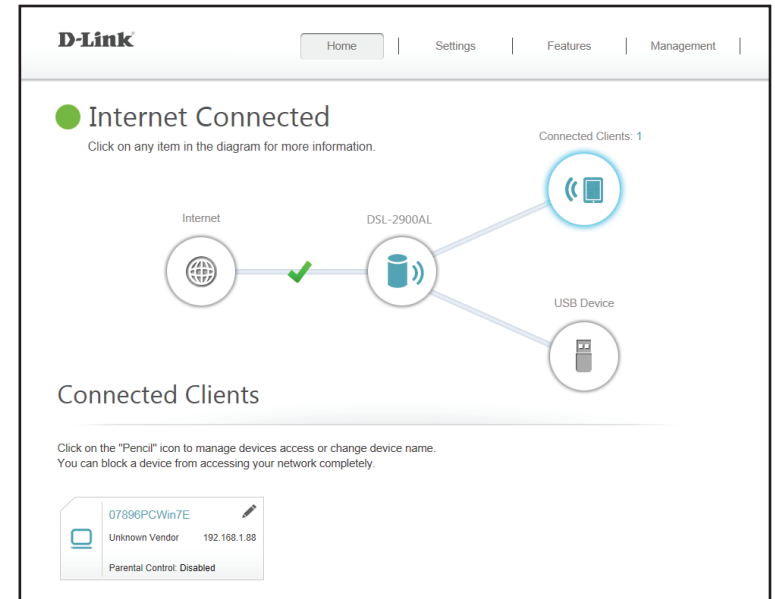 D-Link
Home
Settings
Features
Management
Internet Connected
Click on any item in the diagram for more information.
Connected Clients: 1
Internet
DSL-2900AL
USB Device
Connected Clients
Click on the "Pencil" icon to manage devices access or change device name.
You can block a device from accessing your network completely.
07896PCWin7E
Unknown Vendor 192.168.1.88
Parental Control: Disabled